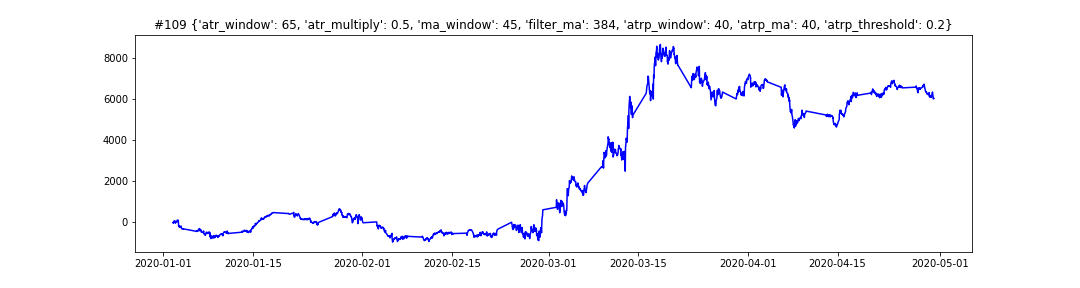 #109 {'atr_window': 65, 'atr_multiply': 0.5, 'ma_window': 45, 'filter_ma': 384, 'atrp_window': 40, 'atrp_ma': 40, 'atrp_threshold': 0.2}
8000
6000
4000
2000
0
2020-01-01 2020-01-15 2020-02-01 2020-02-15 2020-03-01 2020-03-15 2020-04-01 2020-04-15 2020-05-01